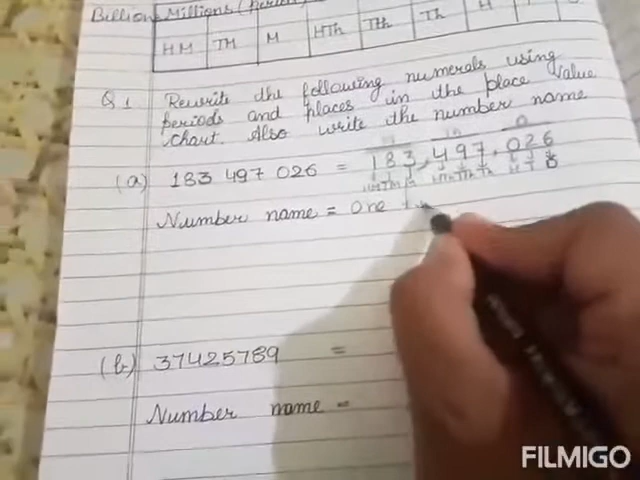 Billions Millions (Period)
HM TM M HTh TTh Th H
Q1 Rewrite the following numerals using
periods and places in the place value
chart. Also write the number name
(a) 183 497 026 = 183,497,026
Number name = One
(b) 37425789 =
Number name =
FILMIGO